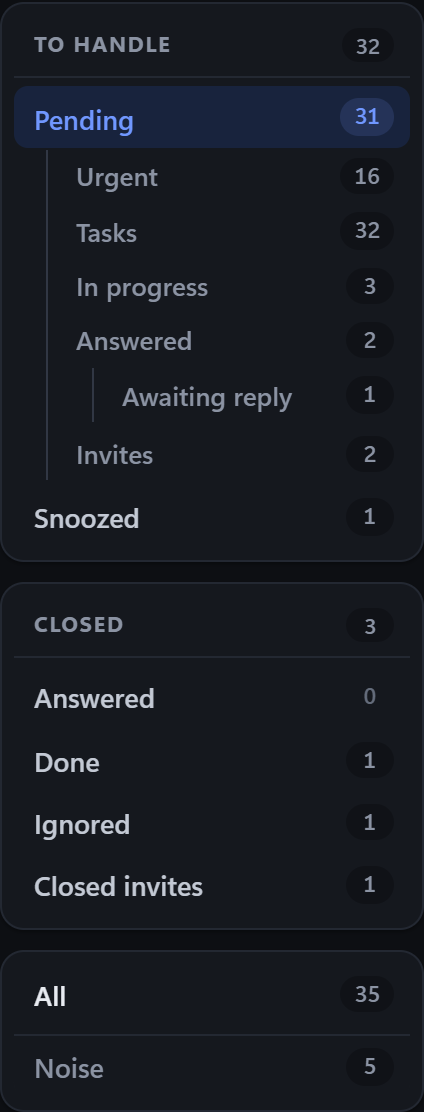 TO HANDLE 32
Pending 31
Urgent 16
Tasks 32
In progress 3
Answered 2
Awaiting reply 1
Invites 2
Snoozed 1
CLOSED 3
Answered 0
Done 1
Ignored 1
Closed invites 1
All 35
Noise 5